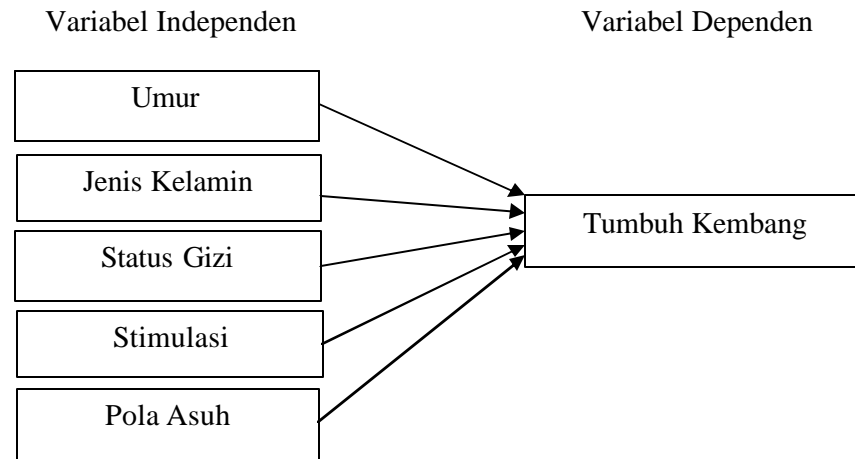 Variabel Independen
Variabel Dependen
Umur
Jenis Kelamin
Status Gizi
Stimulasi
Pola Asuh
Tumbuh Kembang